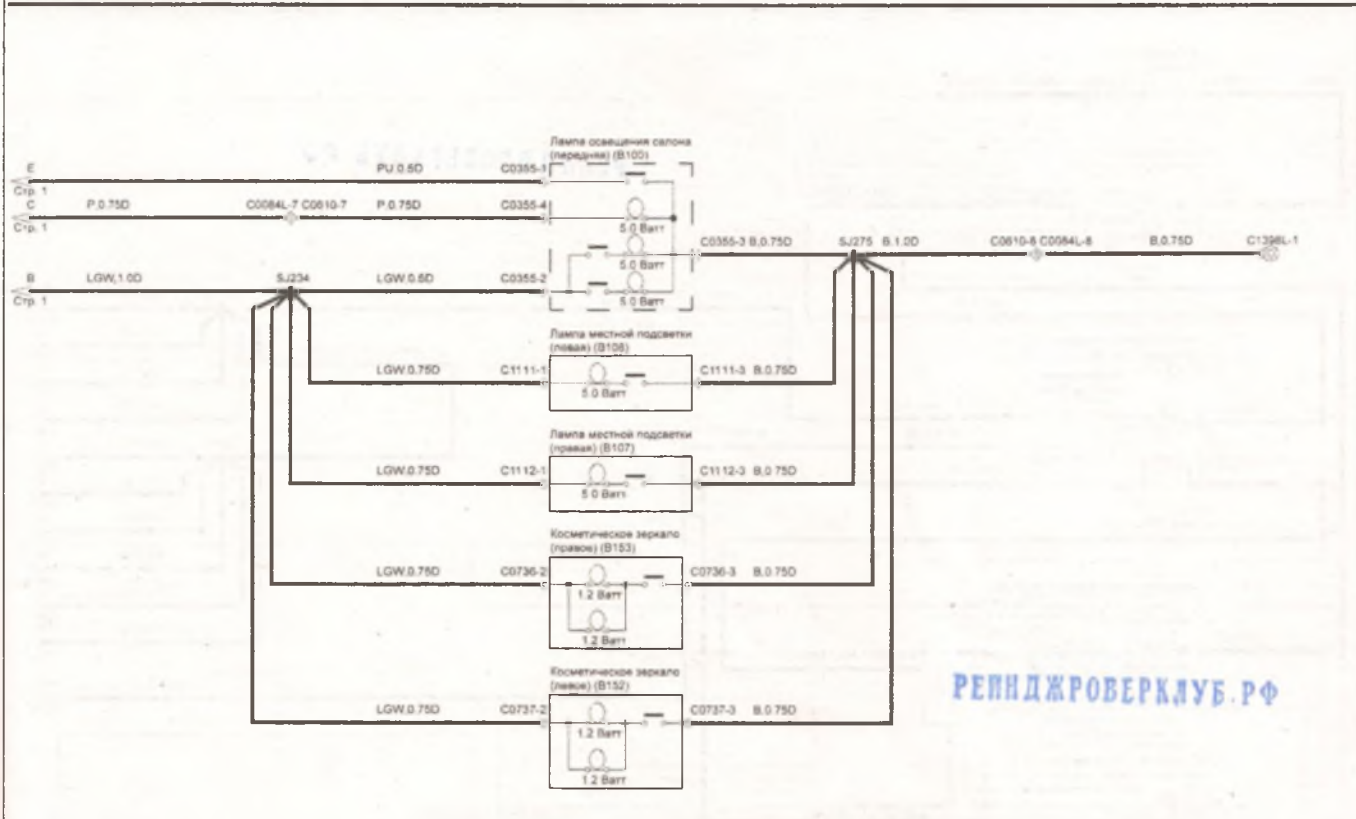 Лампа освещения салона
(передняя) (B100)
E PU,0.5D C0355-1
Стр. 1
C P,0.75D C0084L-7 C0610-7 P,0.75D C0355-4
Стр. 1
5.0 Ватт
C0355-3 B,0.75D SJ275 B,1.0D C0610-8 C0084L-8 B,0.75D C1398L-1
5.0 Ватт
B LGW,1.0D SJ234 LGW,0.5D C0355-2
Стр. 1
5.0 Ватт
Лампа местной подсветки
(левая) (B106)
LGW,0.75D C1111-1 C1111-3 B,0.75D
5.0 Ватт
Лампа местной подсветки
(правая) (B107)
LGW,0.75D C1112-1 C1112-3 B,0.75D
5.0 Ватт
Косметическое зеркало
(правое) (B153)
LGW,0.75D C0736-2 C0736-3 B,0.75D
1.2 Ватт
1.2 Ватт
Косметическое зеркало
(левое) (B152)
LGW,0.75D C0737-2 C0737-3 B,0.75D
1.2 Ватт
1.2 Ватт
РЕЙНДЖРОВЕРКЛУБ.РФ